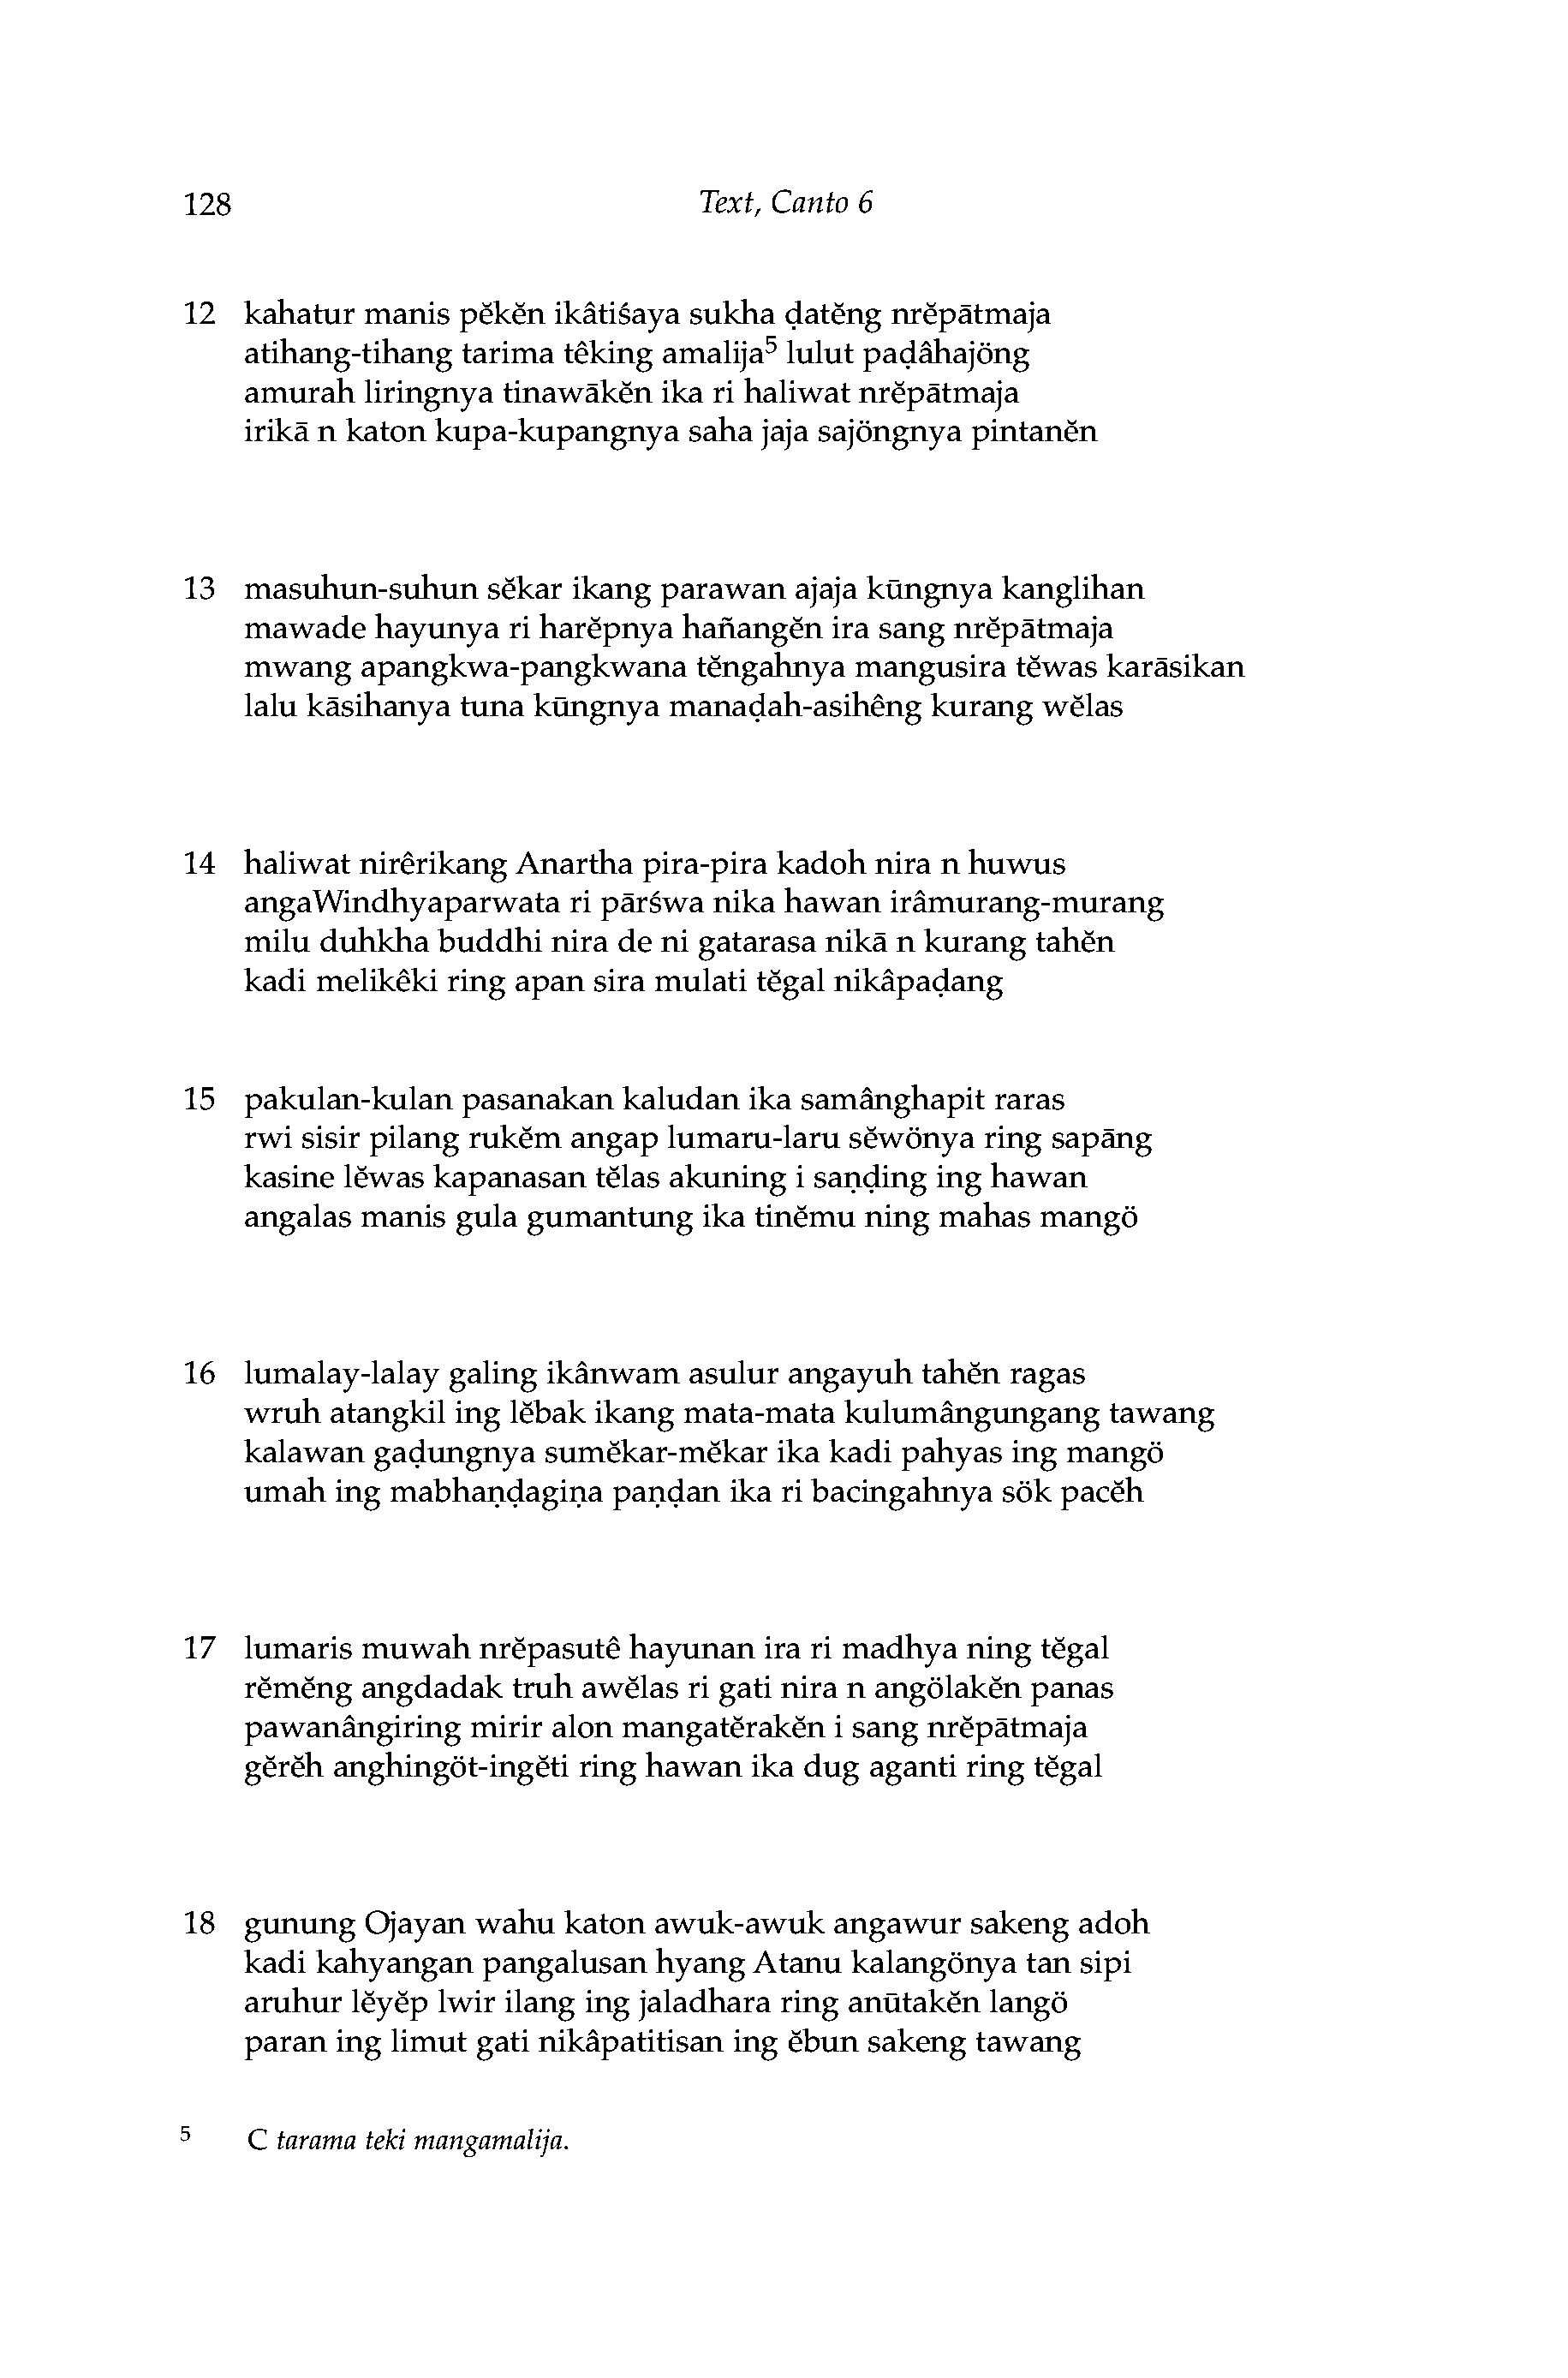 128 Text, Canto 6
12 kahatur manis pĕkĕn ikâtiśaya sukha ḍatĕng nrĕpātmaja
atihang-tihang tarima têking amalija⁵ lulut paḍâhajöng
amurah liringnya tinawākĕn ika ri haliwat nrĕpātmaja
irikā n katon kupa-kupangnya saha jaja sajöngnya pintanĕn
13 masuhun-suhun sĕkar ikang parawan ajaja kūngnya kanglihan
mawade hayunya ri harĕpnya hañangĕn ira sang nrĕpātmaja
mwang apangkwa-pangkwana tĕngahnya mangusira tĕwas karāsikan
lalu kāsihanya tuna kūngnya manaḍah-asihêng kurang wĕlas
14 haliwat nirêrikang Anartha pira-pira kadoh nira n huwus
angaWindhyaparwata ri pārśwa nika hawan irâmurang-murang
milu duhkha buddhi nira de ni gatarasa nikā n kurang tahĕn
kadi melikêki ring apan sira mulati tĕgal nikâpaḍang
15 pakulan-kulan pasanakan kaludan ika samânghapit raras
rwi sisir pilang rukĕm angap lumaru-laru sĕwönya ring sapāng
kasine lĕwas kapanasan tĕlas akuning i saṇḍing ing hawan
angalas manis gula gumantung ika tinĕmu ning mahas mangö
16 lumalay-lalay galing ikânwam asulur angayuh tahĕn ragas
wruh atangkil ing lĕbak ikang mata-mata kulumângungang tawang
kalawan gaḍungnya sumĕkar-mĕkar ika kadi pahyas ing mangö
umah ing mabhaṇḍagiṇa paṇḍan ika ri bacingahnya sök pacĕh
17 lumaris muwah nrĕpasutê hayunan ira ri madhya ning tĕgal
rĕmĕng angdadak truh awĕlas ri gati nira n angölakĕn panas
pawanângiring mirir alon mangatĕrakĕn i sang nrĕpātmaja
gĕrĕh anghingöt-ingĕti ring hawan ika dug aganti ring tĕgal
18 gunung Ojayan wahu katon awuk-awuk angawur sakeng adoh
kadi kahyangan pangalusan hyang Atanu kalangönya tan sipi
aruhur lĕyĕp lwir ilang ing jaladhara ring anūtakĕn langö
paran ing limut gati nikâpatitisan ing ĕbun sakeng tawang
⁵ C tarama teki mangamalija.